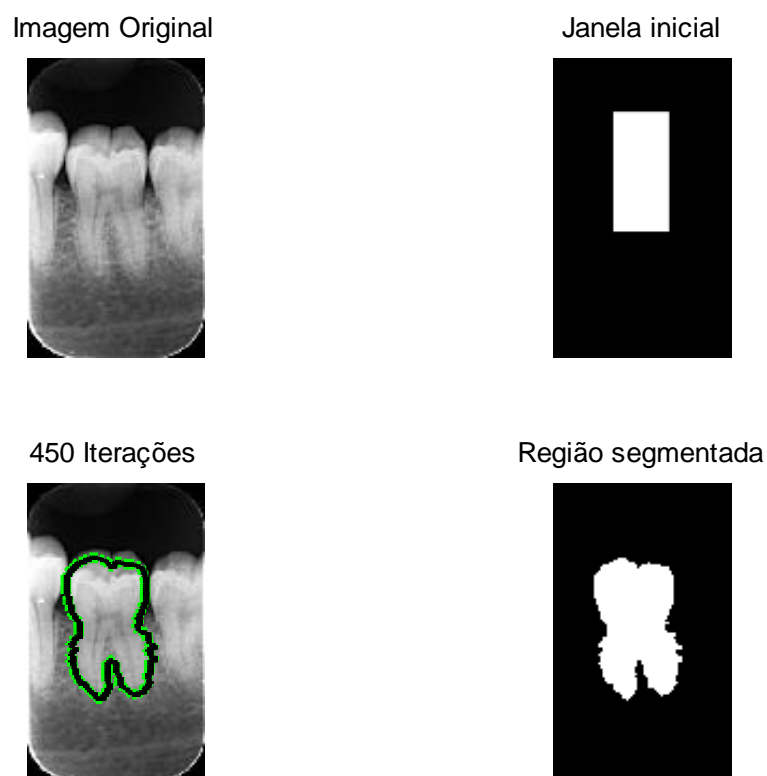 Imagem Original
Janela inicial
450 Iterações
Região segmentada